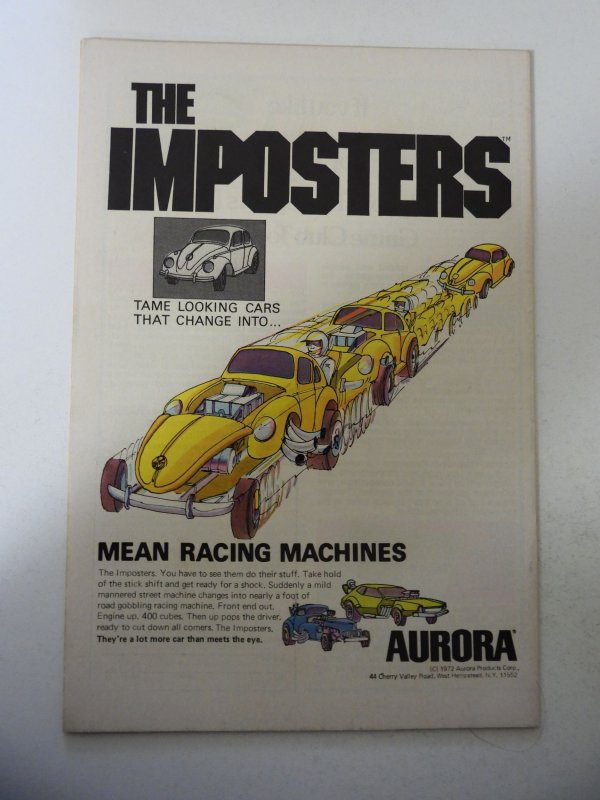 THE
IMPOSTERS™
TAME LOOKING CARS
THAT CHANGE INTO...
MEAN RACING MACHINES
The Imposters. You have to see them do their stuff. Take hold
of the stick shift and get ready for a shock. Suddenly a mild
mannered street machine changes into nearly a foot of
road gobbling racing machine. Front end out.
Engine up. 400 cubes. Then up pops the driver,
ready to cut down all comers. The Imposters.
They're a lot more car than meets the eye.
AURORA®
(C) 1972 Aurora Products Corp.,
44 Cherry Valley Road, West Hempstead, N.Y. 11552